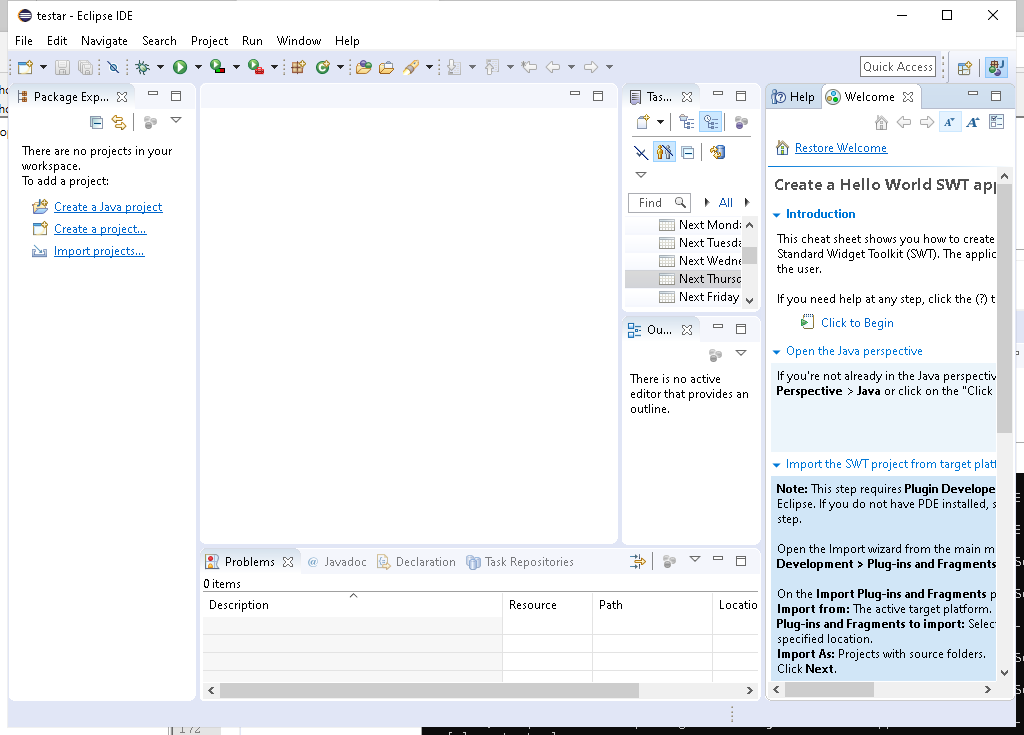 testar - Eclipse IDE
File Edit Navigate Search Project Run Window Help
Quick Access
Package Exp...
There are no projects in your
workspace.
To add a project:
Create a Java project
Create a project...
Import projects...
Tas...
Find
All
Next Mond
Next Tuesda
Next Wedne
Next Thursd
Next Friday
Ou...
There is no active
editor that provides an
outline.
Help
Welcome
Restore Welcome
Create a Hello World SWT app
Introduction
This cheat sheet shows you how to create
Standard Widget Toolkit (SWT). The applic
the user.
If you need help at any step, click the (?) t
Click to Begin
Open the Java perspective
If you're not already in the Java perspectiv
Perspective > Java or click on the "Click
Import the SWT project from target platf
Note: This step requires Plugin Develope
Eclipse. If you do not have PDE installed, s
step.
Open the Import wizard from the main m
Development > Plug-ins and Fragments
On the Import Plug-ins and Fragments p
Import from: The active target platform.
Plug-ins and Fragments to import: Selec
specified location.
Import As: Projects with source folders.
Click Next.
Problems @ Javadoc Declaration Task Repositories
0 items
Description Resource Path Locatio
172